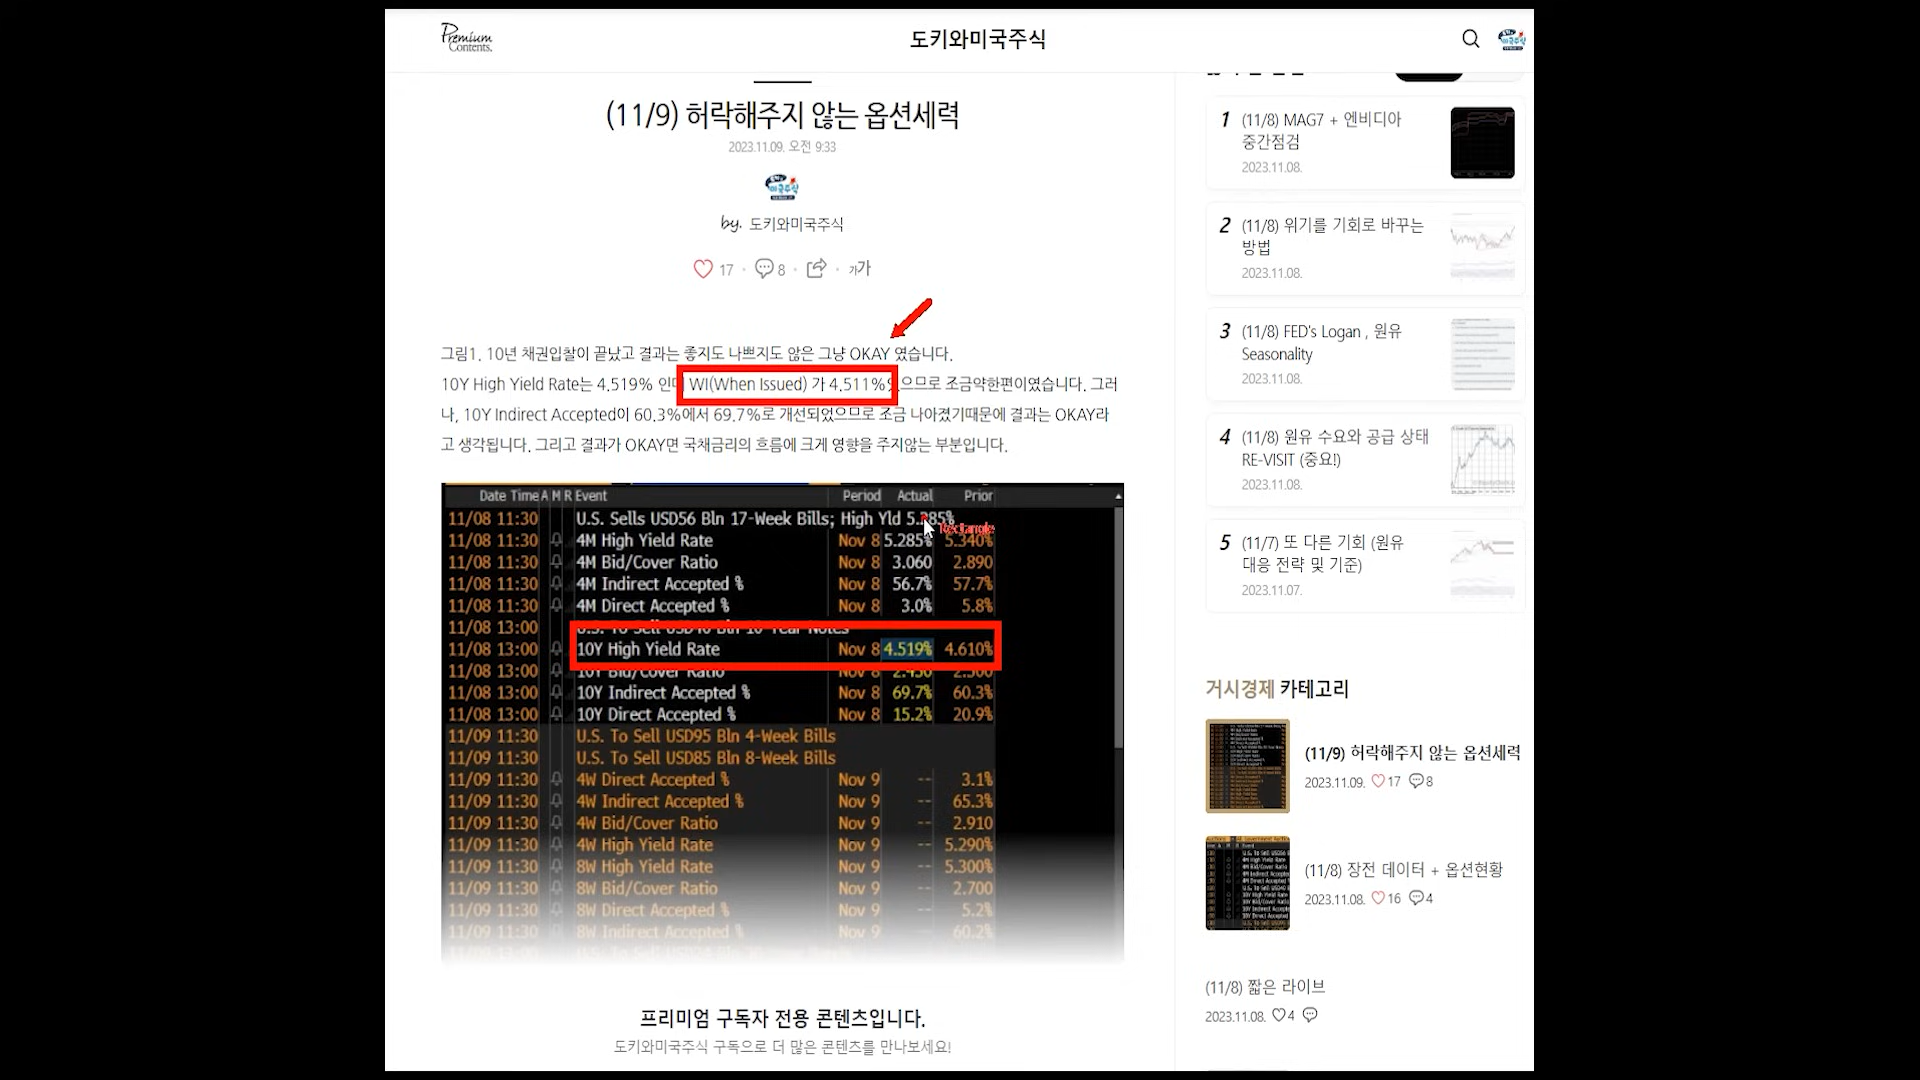 Premium Contents.
도키와미국주식
(11/9) 허락해주지 않는 옵션세력
2023.11.09. 오전 9:33
by. 도키와미국주식
17 · 8 · 가가
그림1. 10년 채권입찰이 끝났고 결과는 좋지도 나쁘지도 않은 그냥 OKAY 였습니다.
10Y High Yield Rate는 4.519% 인데 WI(When Issued) 가 4.511% 으므로 조금약한편이였습니다. 그러
나, 10Y Indirect Accepted이 60.3%에서 69.7%로 개선되었으므로 조금 나아졌기때문에 결과는 OKAY라
고 생각됩니다. 그리고 결과가 OKAY면 국채금리의 흐름에 크게 영향을 주지않는 부분입니다.
Date Time A M R Event Period Actual Prior
11/08 11:30 U.S. Sells USD56 Bln 17-Week Bills; High Yld 5.285%
Rectangle
11/08 11:30 4M High Yield Rate Nov 8 5.285% 5.340%
11/08 11:30 4M Bid/Cover Ratio Nov 8 3.060 2.890
11/08 11:30 4M Indirect Accepted % Nov 8 56.7% 57.7%
11/08 11:30 4M Direct Accepted % Nov 8 3.0% 5.8%
11/08 13:00 U.S. To Sell USD40 Bln 10-Year Notes
11/08 13:00 10Y High Yield Rate Nov 8 4.519% 4.610%
11/08 13:00 10Y Bid/Cover Ratio Nov 8 2.450 2.500
11/08 13:00 10Y Indirect Accepted % Nov 8 69.7% 60.3%
11/08 13:00 10Y Direct Accepted % Nov 8 15.2% 20.9%
11/09 11:30 U.S. To Sell USD95 Bln 4-Week Bills
11/09 11:30 U.S. To Sell USD85 Bln 8-Week Bills
11/09 11:30 4W Direct Accepted % Nov 9 -- 3.1%
11/09 11:30 4W Indirect Accepted % Nov 9 -- 65.3%
11/09 11:30 4W Bid/Cover Ratio Nov 9 -- 2.910
11/09 11:30 4W High Yield Rate Nov 9 -- 5.290%
11/09 11:30 8W High Yield Rate Nov 9 -- 5.300%
11/09 11:30 8W Bid/Cover Ratio Nov 9 -- 2.700
11/09 11:30 8W Direct Accepted % Nov 9 -- 5.2%
11/09 11:30 8W Indirect Accepted % Nov 9 -- 60.2%
프리미엄 구독자 전용 콘텐츠입니다.
도키와미국주식 구독으로 더 많은 콘텐츠를 만나보세요!
1 (11/8) MAG7 + 엔비디아
중간점검
2023.11.08.
2 (11/8) 위기를 기회로 바꾸는
방법
2023.11.08.
3 (11/8) FED's Logan , 원유
Seasonality
2023.11.08.
4 (11/8) 원유 수요와 공급 상태
RE-VISIT (중요!)
2023.11.08.
5 (11/7) 또 다른 기회 (원유
대응 전략 및 기준)
2023.11.07.
거시경제 카테고리
(11/9) 허락해주지 않는 옵션세력
2023.11.09. 17 8
(11/8) 장전 데이터 + 옵션현황
2023.11.08. 16 4
(11/8) 짧은 라이브
2023.11.08. 4